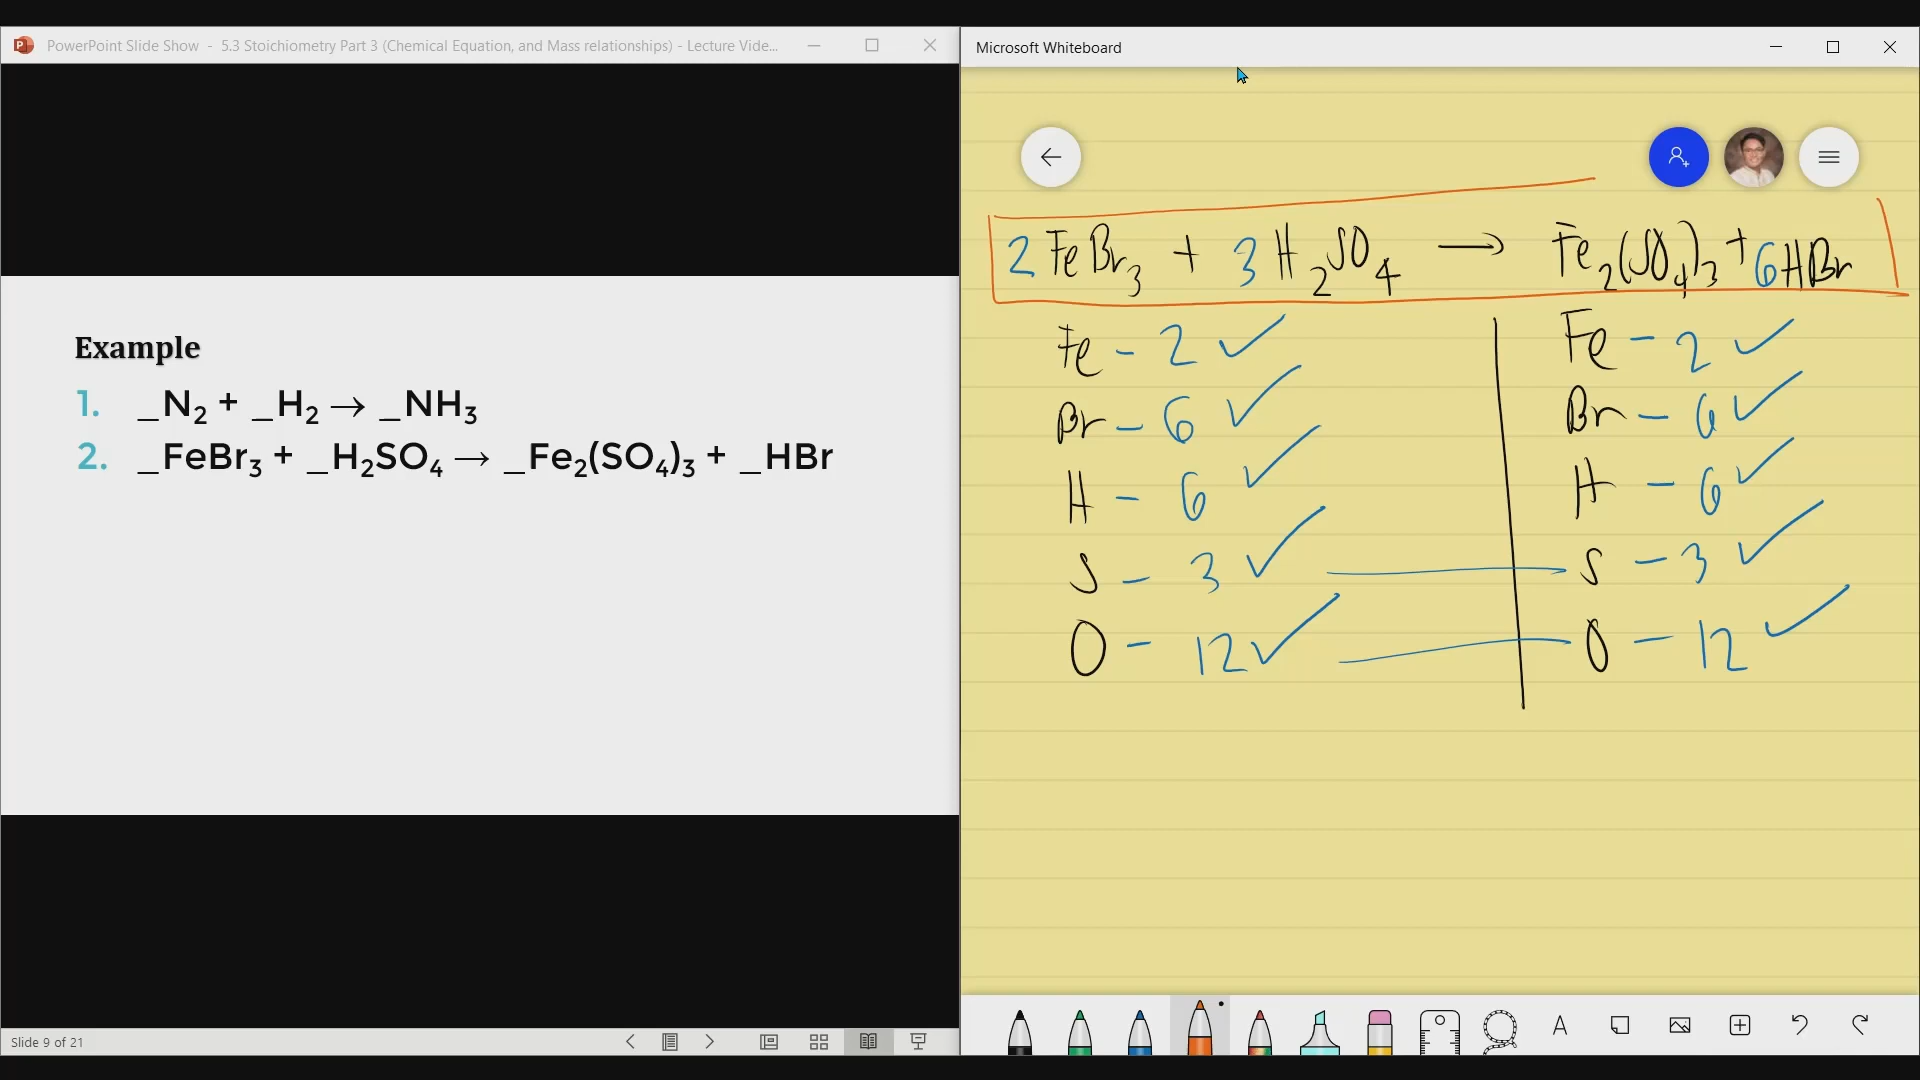 PowerPoint Slide Show - 5.3 Stoichiometry Part 3 (Chemical Equation, and Mass relationships) - Lecture Vide...
Example
1. _N₂ + _H₂ → _NH₃
2. _FeBr₃ + _H₂SO₄ → _Fe₂(SO₄)₃ + _HBr
Slide 9 of 21
Microsoft Whiteboard
2 FeBr₃ + 3 H₂SO₄ → Fe₂(SO₄)₃ + 6HBr
Fe - 2 ✓ Fe - 2 ✓
Br - 6 ✓ Br - 6 ✓
H - 6 ✓ H - 6 ✓
S - 3 ✓ S - 3 ✓
O - 12 ✓ O - 12 ✓